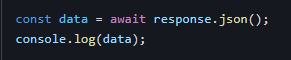 const data = await response.json();
console.log(data);